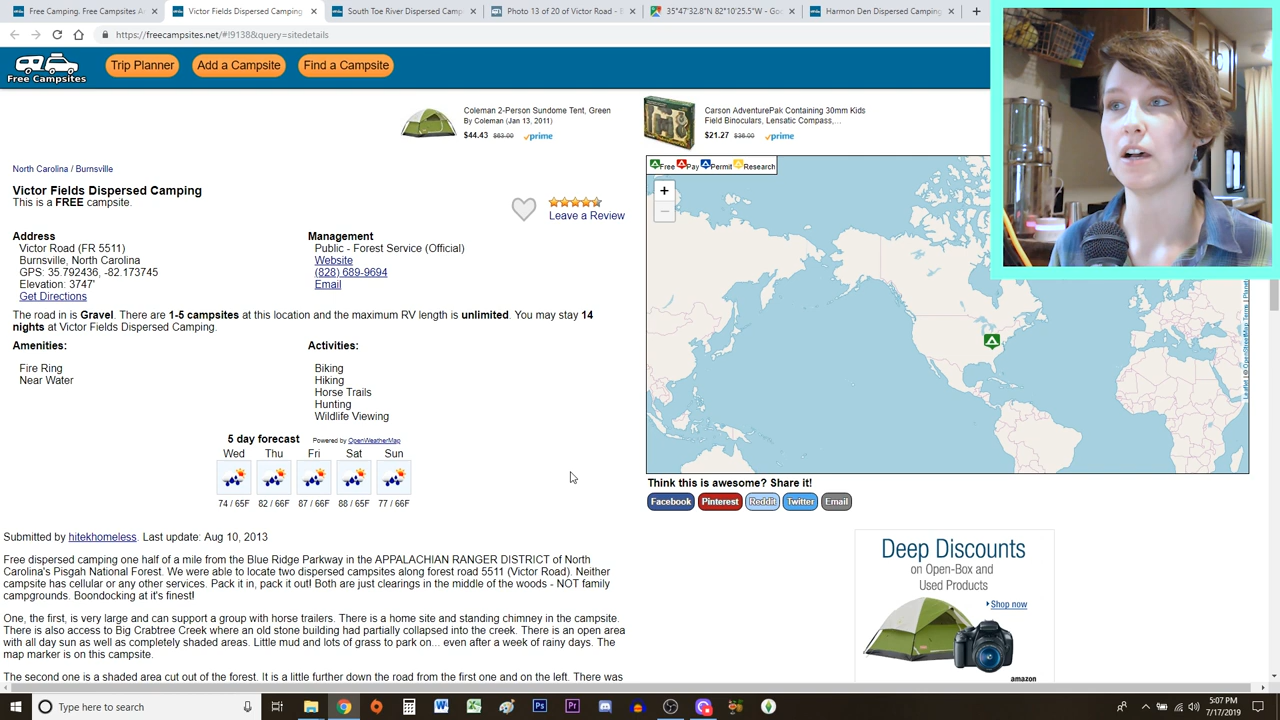 Free Camping. Free Campsites A
Victor Fields Dispersed Camping
South Toe River Dispersed Camp
Photo 13 of 20 of Victor Road - B
35°47'32.8"N 82°10'25.5"W - Goo
Harmon Den Dispersed Camping
https://freecampsites.net/#!9138&query=sitedetails
Free Campsites
Trip Planner
Add a Campsite
Find a Campsite
Coleman 2-Person Sundome Tent, Green
By Coleman (Jan 13, 2011)
$44.43 $63.00 prime
Carson AdventurePak Containing 30mm Kids
Field Binoculars, Lensatic Compass,...
$21.27 $36.00 prime
North Carolina / Burnsville
Victor Fields Dispersed Camping
This is a FREE campsite.
Leave a Review
Address
Victor Road (FR 5511)
Burnsville, North Carolina
GPS: 35.792436, -82.173745
Elevation: 3747'
Get Directions
Management
Public - Forest Service (Official)
Website
(828) 689-9694
Email
The road in is Gravel. There are 1-5 campsites at this location and the maximum RV length is unlimited. You may stay 14
nights at Victor Fields Dispersed Camping.
Amenities:
Fire Ring
Near Water
Activities:
Biking
Hiking
Horse Trails
Hunting
Wildlife Viewing
5 day forecast Powered by OpenWeatherMap
Wed Thu Fri Sat Sun
74 / 65F 82 / 66F 87 / 66F 88 / 65F 77 / 66F
Submitted by hitekhomeless. Last update: Aug 10, 2013
Free dispersed camping one half of a mile from the Blue Ridge Parkway in the APPALACHIAN RANGER DISTRICT of North
Carolina's Pisgah National Forest. We were able to locate two dispersed campsites along forest road 5511 (Victor Road). Neither
campsite has cellular or any other services. Pack it in, pack it out! Both are just clearings in the middle of the woods - NOT family
campgrounds. Boondocking at it's finest!
One, the first, is very large and can support a group with horse trailers. There is a home site and standing chimney in the campsite.
There is also access to Big Crabtree Creek where an old stone building had partially collapsed into the creek. There is an open area
with all day sun as well as completely shaded areas. Little mud and lots of grass to park on... even after a week of rainy days. The
map marker is on this campsite.
The second one is a shaded area cut out of the forest. It is a little further down the road from the first one and on the left. There was
Free Pay Permit Research
+
−
Leaflet | © OpenStreetMap Terms |
Think this is awesome? Share it!
Facebook
Pinterest
Reddit
Twitter
Email
Deep Discounts
on Open-Box and
Used Products
Shop now
amazon
Type here to search
5:07 PM
7/17/2019